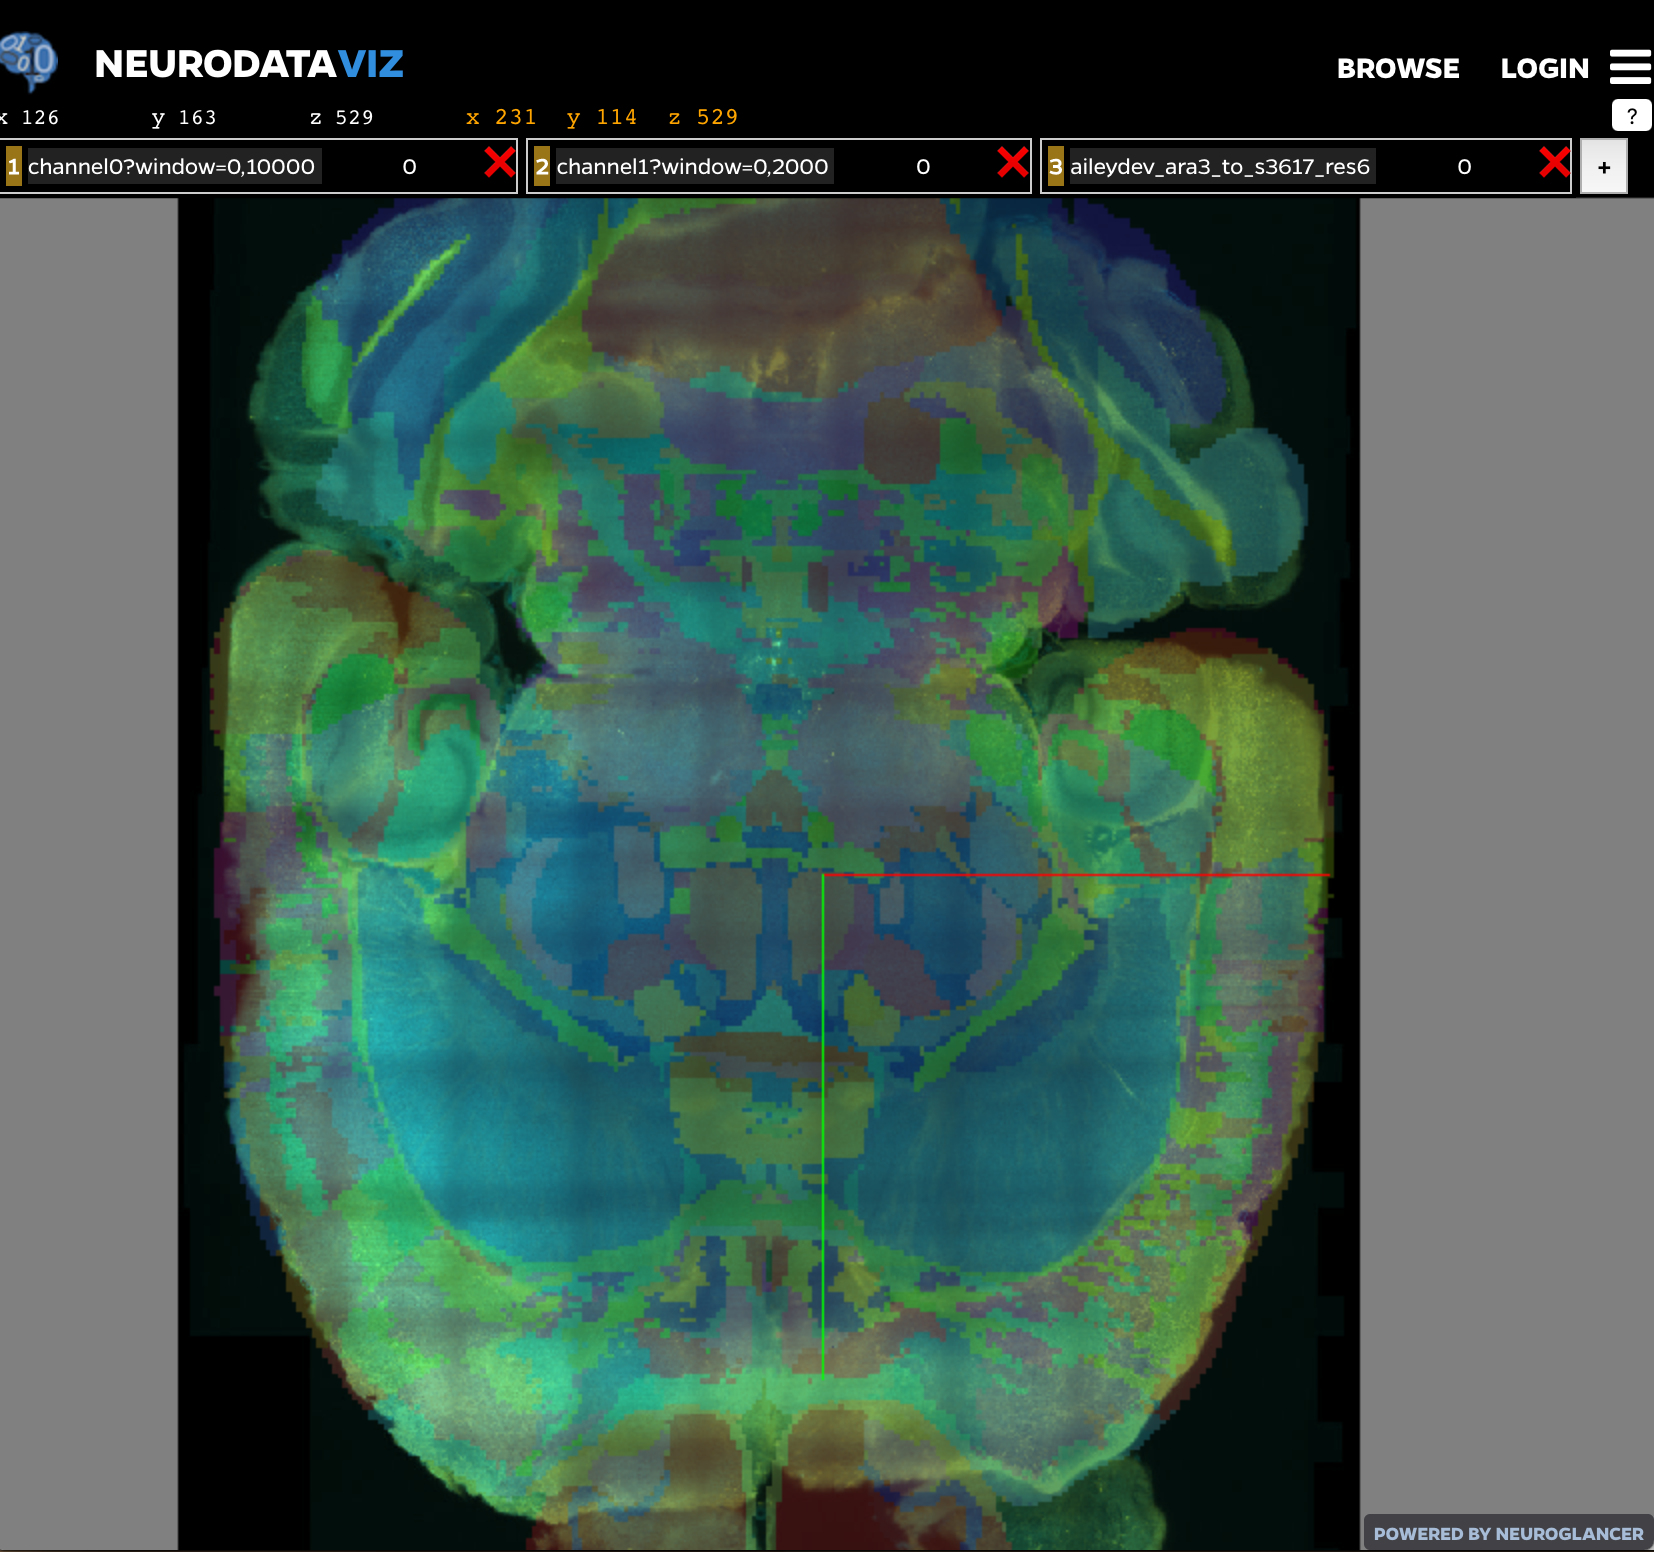 NEURODATAVIZ BROWSE LOGIN
x 126 y 163 z 529 x 231 y 114 z 529 ?
1 channel0?window=0,10000 0 2 channel1?window=0,2000 0 3 aileydev_ara3_to_s3617_res6 0 +
POWERED BY NEUROGLANCER